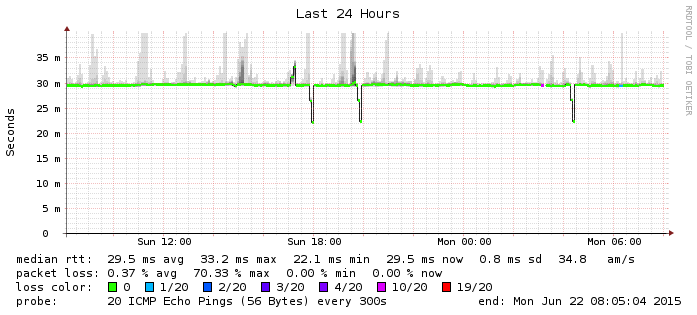 Last 24 Hours
RRDTOOL / TOBI OETIKER
Seconds
35 m
30 m
25 m
20 m
15 m
10 m
5 m
0
Sun 12:00 Sun 18:00 Mon 00:00 Mon 06:00
median rtt: 29.5 ms avg 33.2 ms max 22.1 ms min 29.5 ms now 0.8 ms sd 34.8 am/s
packet loss: 0.37 % avg 70.33 % max 0.00 % min 0.00 % now
loss color: 0 1/20 2/20 3/20 4/20 10/20 19/20
probe: 20 ICMP Echo Pings (56 Bytes) every 300s end: Mon Jun 22 08:05:04 2015